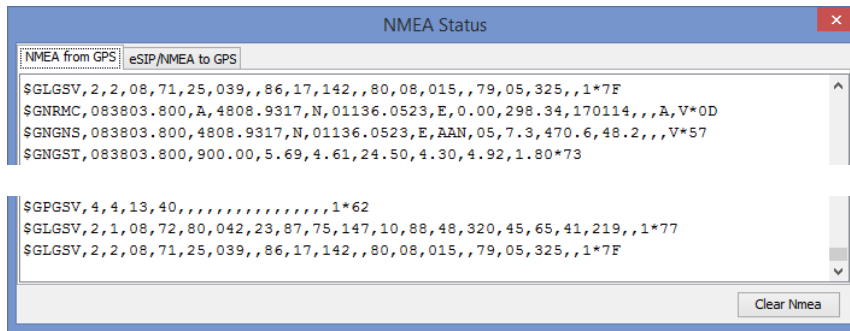 NMEA Status
NMEA from GPS eSIP/NMEA to GPS
$GLGSV,2,2,08,71,25,039,,86,17,142,,80,08,015,,79,05,325,,1*7F
$GNRMC,083803.800,A,4808.9317,N,01136.0523,E,0.00,298.34,170114,,,A,V*0D
$GNGNS,083803.800,4808.9317,N,01136.0523,E,AAN,05,7.3,470.6,48.2,,,V*57
$GNGST,083803.800,900.00,5.69,4.61,24.50,4.30,4.92,1.80*73
$GPGSV,4,4,13,40,,,,,,,,,,,,,,,,1*62
$GLGSV,2,1,08,72,80,042,23,87,75,147,10,88,48,320,45,65,41,219,,1*77
$GLGSV,2,2,08,71,25,039,,86,17,142,,80,08,015,,79,05,325,,1*7F
Clear Nmea